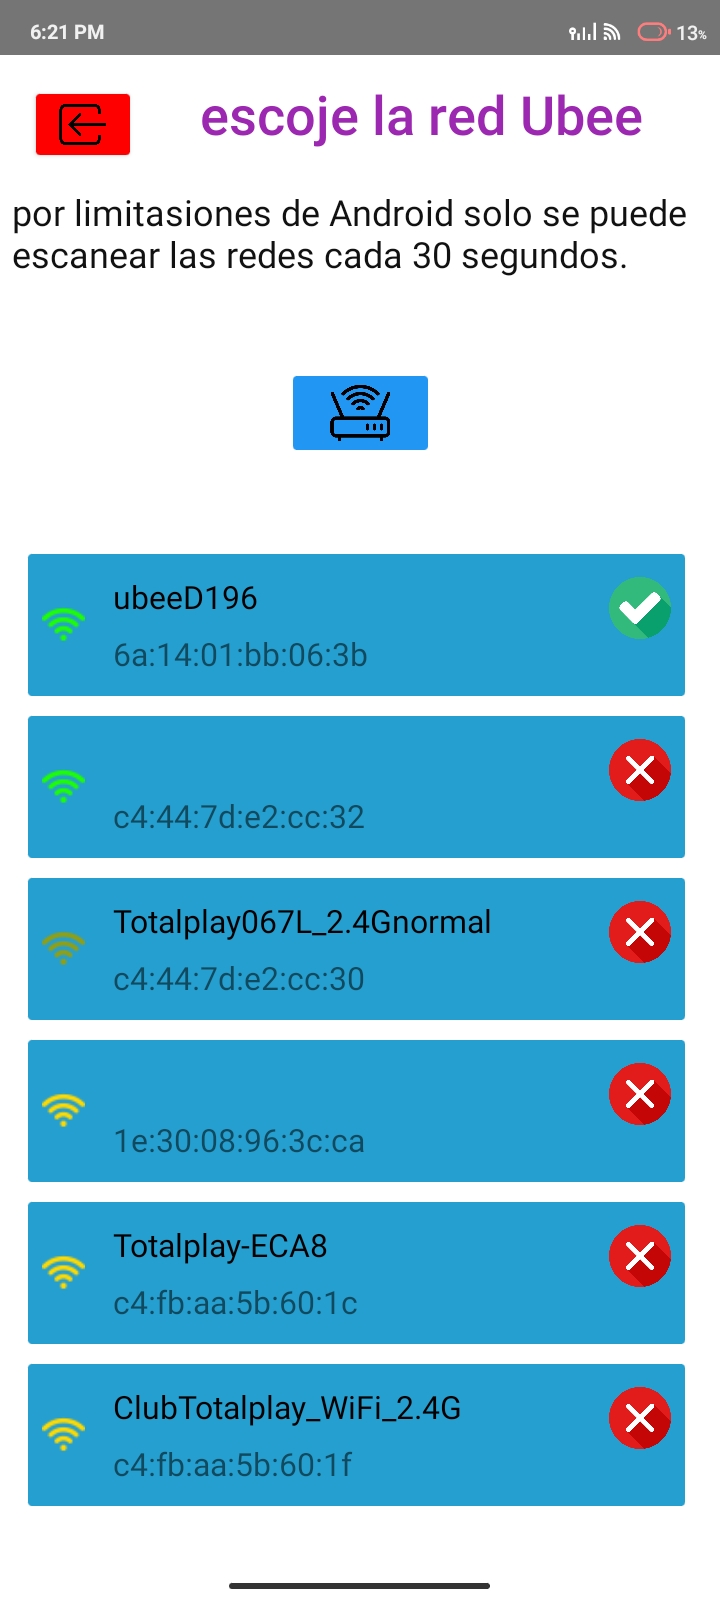 6:21 PM
13%
escoje la red Ubee
por limitasiones de Android solo se puede
escanear las redes cada 30 segundos.
ubeeD196
6a:14:01:bb:06:3b
c4:44:7d:e2:cc:32
Totalplay067L_2.4Gnormal
c4:44:7d:e2:cc:30
1e:30:08:96:3c:ca
Totalplay-ECA8
c4:fb:aa:5b:60:1c
ClubTotalplay_WiFi_2.4G
c4:fb:aa:5b:60:1f